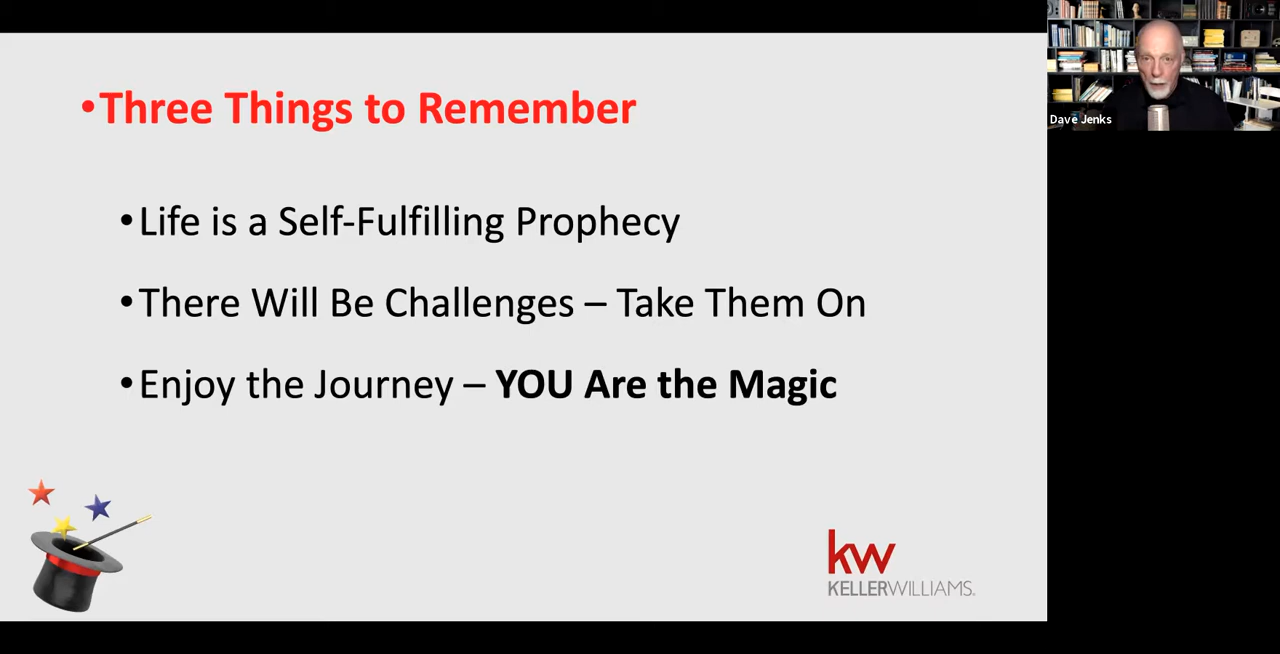 •Three Things to Remember
•Life is a Self-Fulfilling Prophecy
•There Will Be Challenges – Take Them On
•Enjoy the Journey – YOU Are the Magic
kw
KELLERWILLIAMS.
Dave Jenks